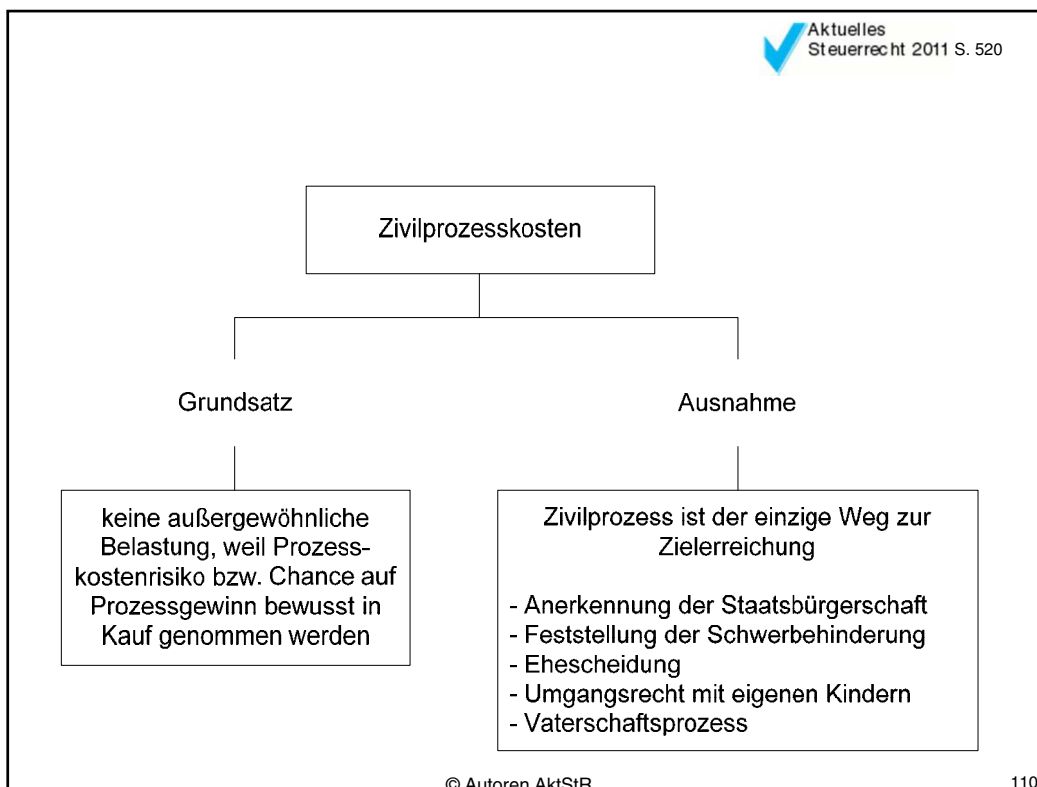 Aktuelles
Steuerrecht 2011 S. 520
Zivilprozesskosten
Grundsatz
Ausnahme
keine außergewöhnliche
Belastung, weil Prozess-
kostenrisiko bzw. Chance auf
Prozessgewinn bewusst in
Kauf genommen werden
Zivilprozess ist der einzige Weg zur
Zielerreichung
- Anerkennung der Staatsbürgerschaft
- Feststellung der Schwerbehinderung
- Ehescheidung
- Umgangsrecht mit eigenen Kindern
- Vaterschaftsprozess
© Autoren AktStR
110